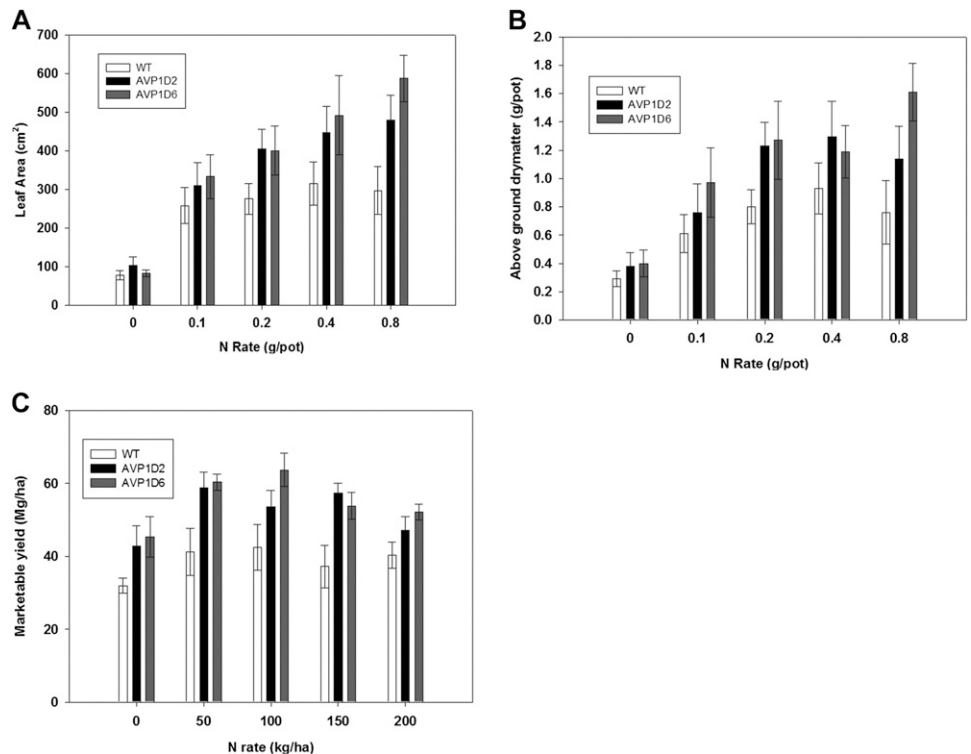 A
700
600
500
400
300
200
100
0
Leaf Area (cm²)
WT
AVP1D2
AVP1D6
0 0.1 0.2 0.4 0.8
N Rate (g/pot)
B
2.0
1.8
1.6
1.4
1.2
1.0
0.8
0.6
0.4
0.2
0.0
Above ground drymatter (g/pot)
WT
AVP1D2
AVP1D6
0 0.1 0.2 0.4 0.8
N Rate (g/pot)
C
80
60
40
20
0
Marketable yield (Mg/ha)
WT
AVP1D2
AVP1D6
0 50 100 150 200
N rate (kg/ha)